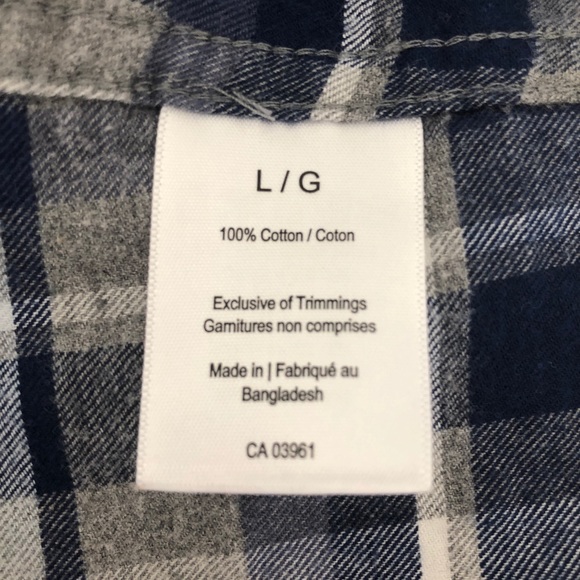 L / G
100% Cotton / Coton
Exclusive of Trimmings
Garnitures non comprises
Made in | Fabriqué au
Bangladesh
CA 03961